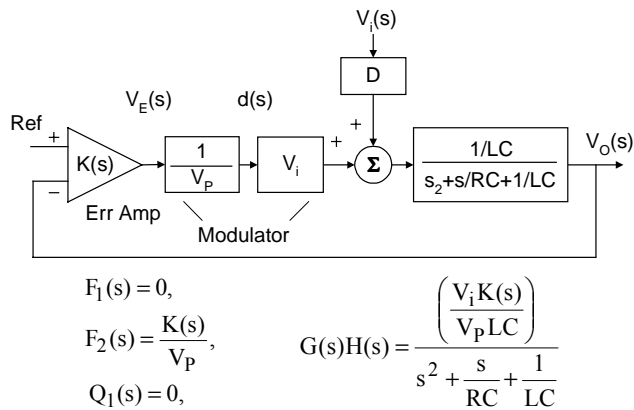 V_i(s)
D
V_E(s)
d(s)
+
+
Ref
+
K(s)
−
1
V_P
V_i
Σ
1/LC
s_2+s/RC+1/LC
V_O(s)
Err Amp
Modulator
F_1(s) = 0,
F_2(s) = K(s)/V_P,
Q_1(s) = 0,
G(s)H(s) = (V_i K(s)/V_P LC)/(s^2 + s/RC + 1/LC)